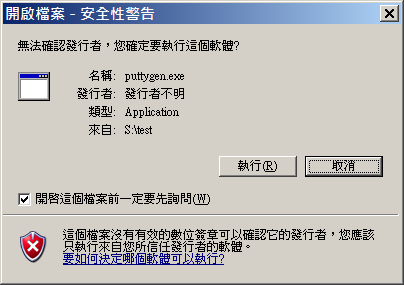 開啟檔案 - 安全性警告
無法確認發行者，您確定要執行這個軟體?
名稱: puttygen.exe
發行者: 發行者不明
類型: Application
來自: S:\test
執行(R) 取消
開啓這個檔案前一定要先詢問(W)
這個檔案沒有有效的數位簽章可以確認它的發行者，您應該
只執行來自您所信任發行者的軟體。
要如何決定哪個軟體可以執行?